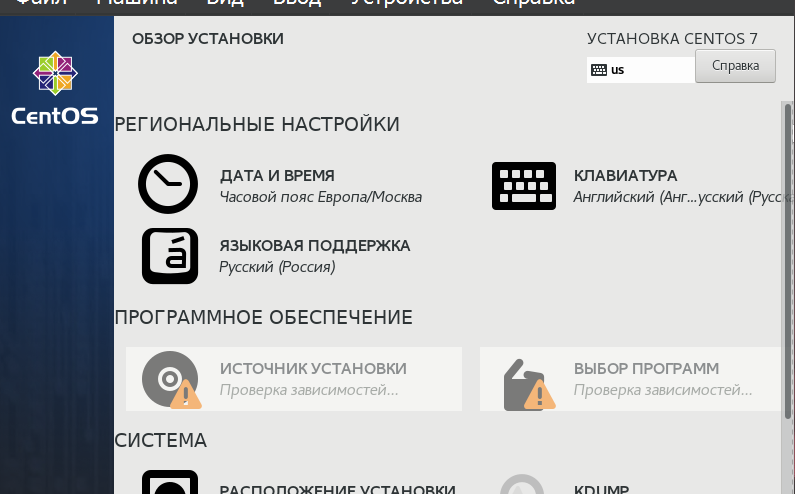 Файл Машина Вид Ввод Устройства Справка
ОБЗОР УСТАНОВКИ
УСТАНОВКА CENTOS 7
us
Справка
CentOS
РЕГИОНАЛЬНЫЕ НАСТРОЙКИ
ДАТА И ВРЕМЯ
Часовой пояс Европа/Москва
КЛАВИАТУРА
Английский (Анг...усский (Русск
ЯЗЫКОВАЯ ПОДДЕРЖКА
Русский (Россия)
ПРОГРАММНОЕ ОБЕСПЕЧЕНИЕ
ИСТОЧНИК УСТАНОВКИ
Проверка зависимостей...
ВЫБОР ПРОГРАММ
Проверка зависимостей...
СИСТЕМА
РАСПОЛОЖЕНИЕ УСТАНОВКИ
KDUMP